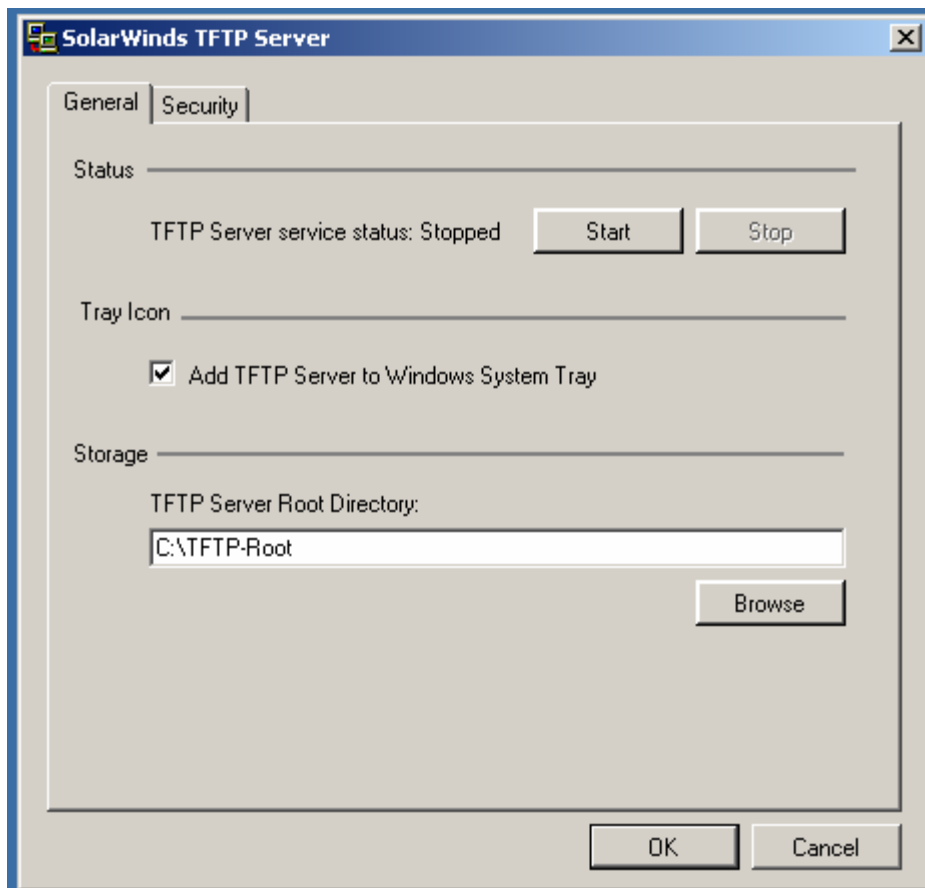 SolarWinds TFTP Server
General Security
Status
TFTP Server service status: Stopped Start Stop
Tray Icon
Add TFTP Server to Windows System Tray
Storage
TFTP Server Root Directory:
C:\TFTP-Root
Browse
OK Cancel